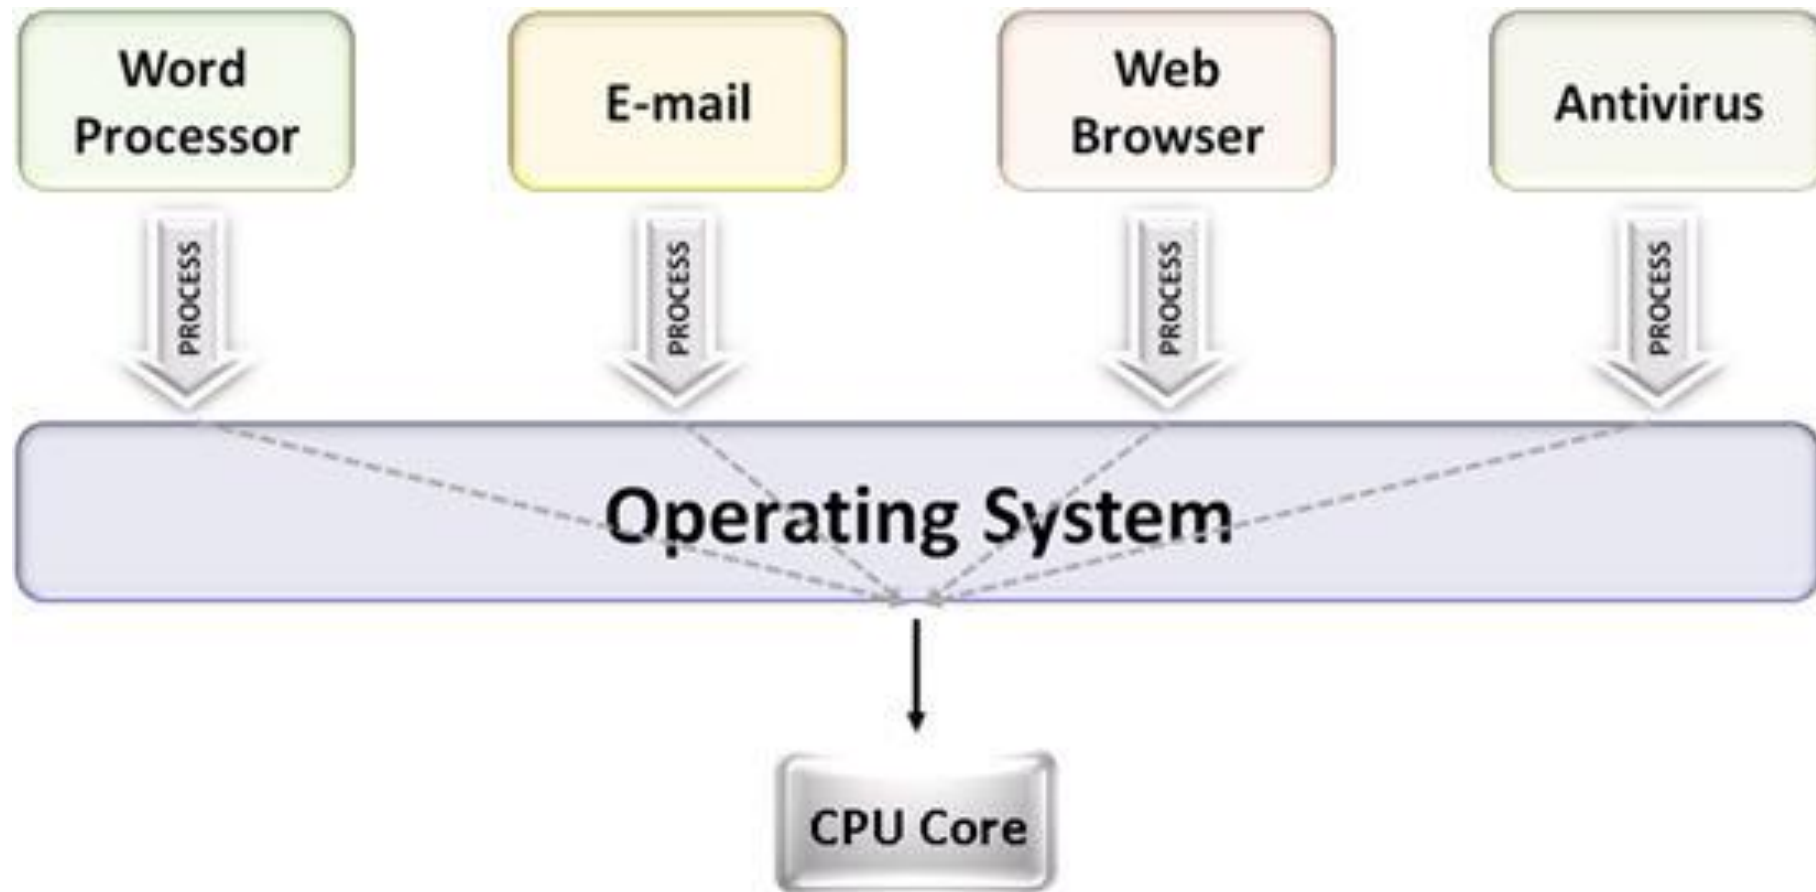 Word
Processor
E-mail
Web
Browser
Antivirus
PROCESS
PROCESS
PROCESS
PROCESS
Operating System
CPU Core